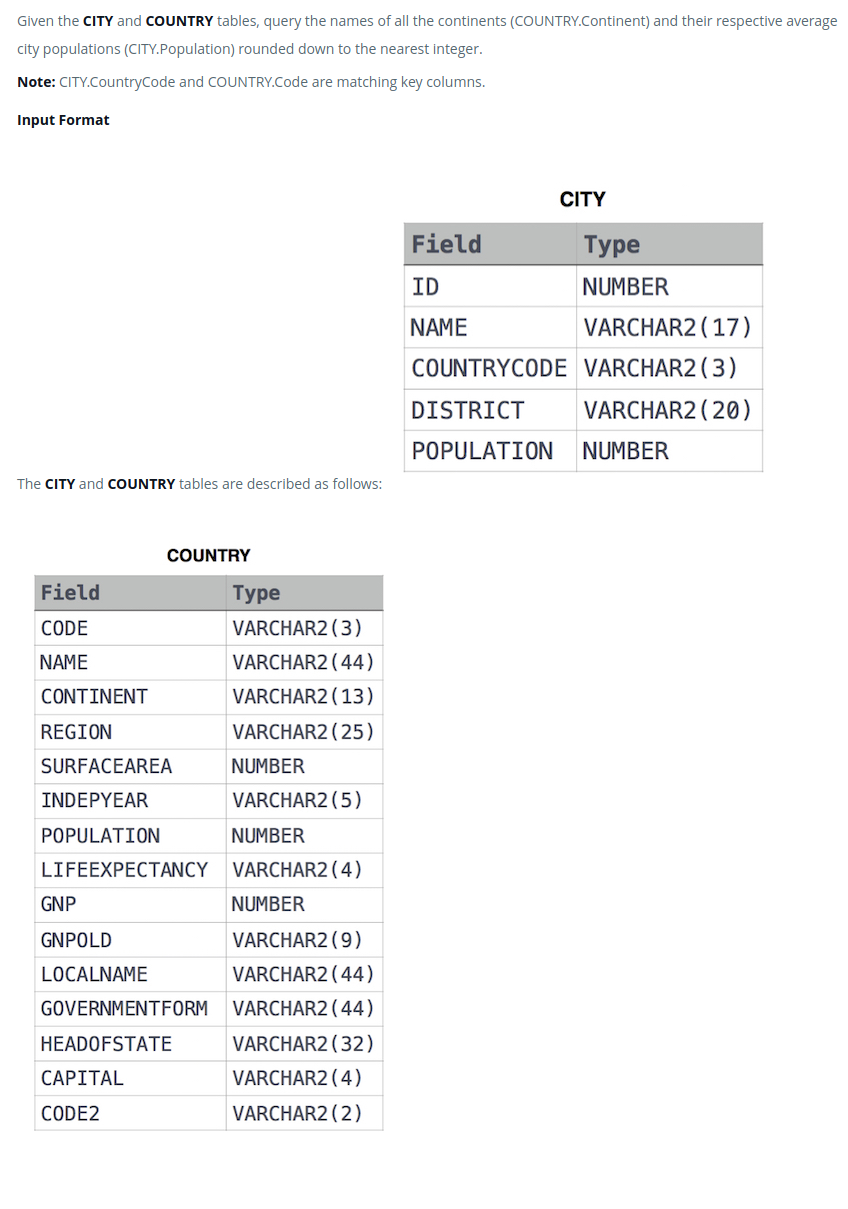 Given the CITY and COUNTRY tables, query the names of all the continents (COUNTRY.Continent) and their respective average
city populations (CITY.Population) rounded down to the nearest integer.
Note: CITY.CountryCode and COUNTRY.Code are matching key columns.
Input Format
CITY
Field Type
ID NUMBER
NAME VARCHAR2(17)
COUNTRYCODE VARCHAR2(3)
DISTRICT VARCHAR2(20)
POPULATION NUMBER
The CITY and COUNTRY tables are described as follows:
COUNTRY
Field Type
CODE VARCHAR2(3)
NAME VARCHAR2(44)
CONTINENT VARCHAR2(13)
REGION VARCHAR2(25)
SURFACEAREA NUMBER
INDEPYEAR VARCHAR2(5)
POPULATION NUMBER
LIFEEXPECTANCY VARCHAR2(4)
GNP NUMBER
GNPOLD VARCHAR2(9)
LOCALNAME VARCHAR2(44)
GOVERNMENTFORM VARCHAR2(44)
HEADOFSTATE VARCHAR2(32)
CAPITAL VARCHAR2(4)
CODE2 VARCHAR2(2)